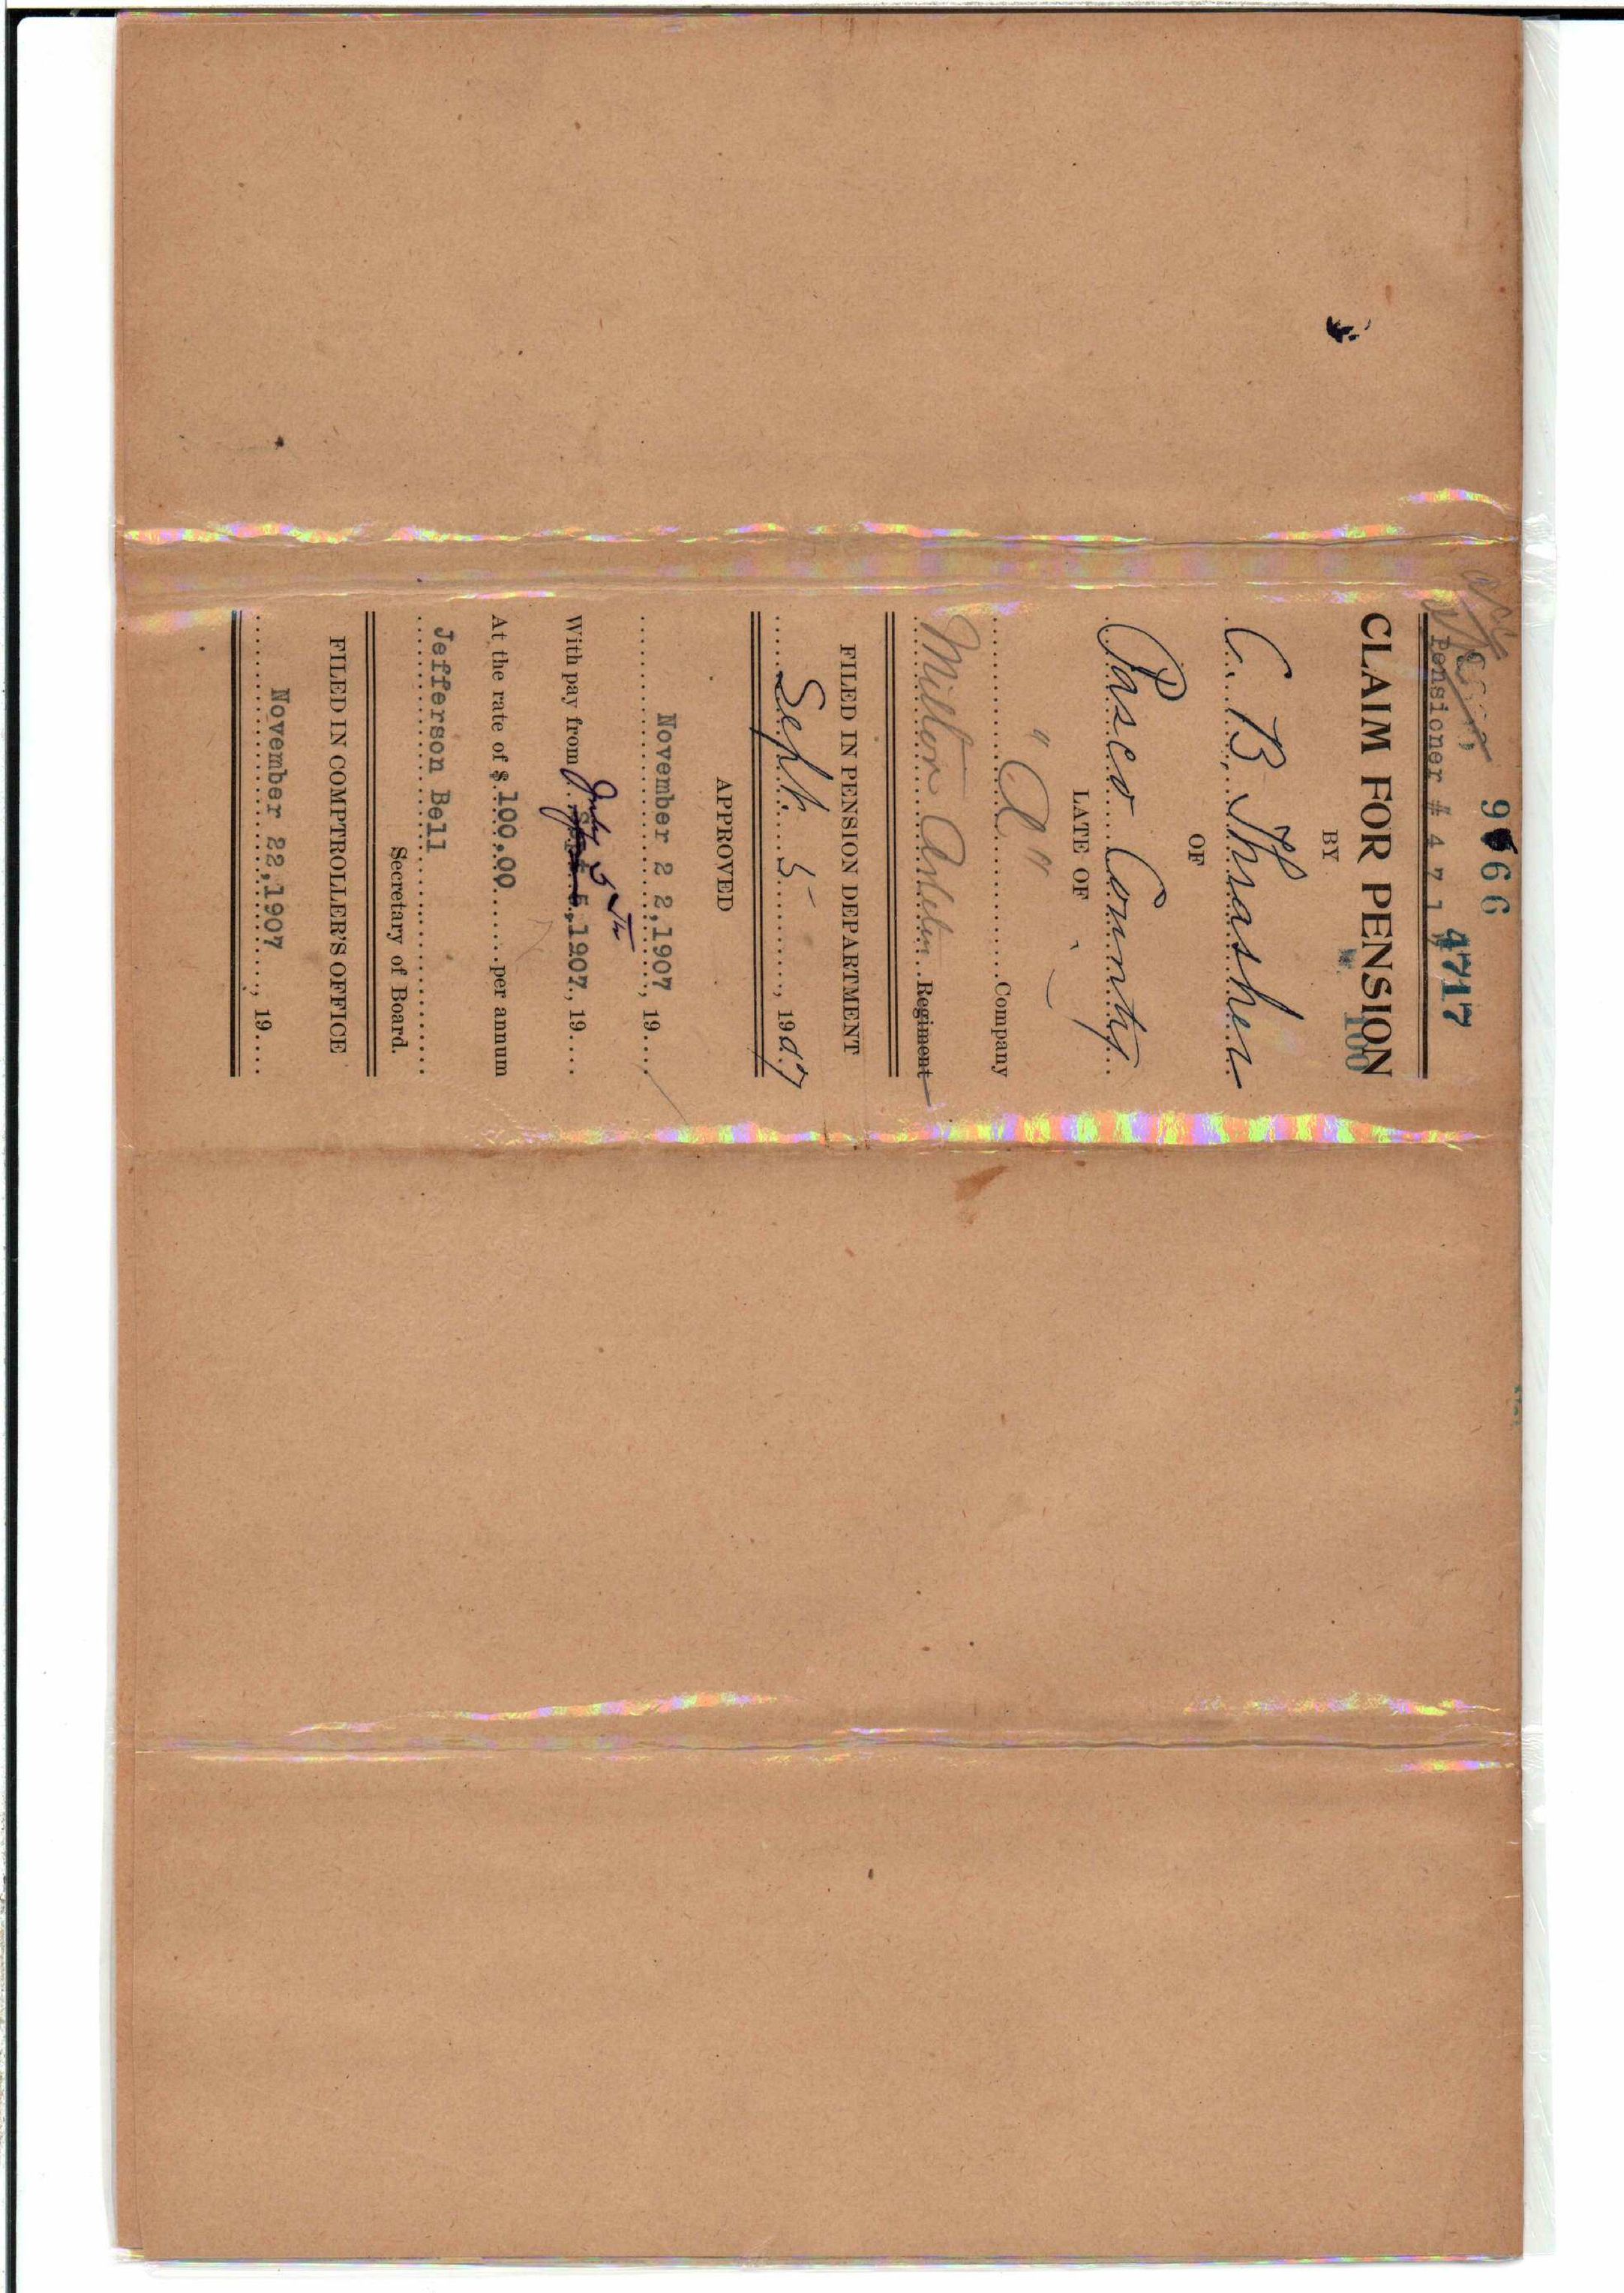 9966
4717
Pensioner # 4717
CLAIM FOR PENSION
100
BY
C. B. Thrasher
OF
Pasco County
LATE OF
"A" Company
Milton Artillery Regiment
FILED IN PENSION DEPARTMENT
Sept. 5, 1907
APPROVED
November 22,1907, 19
July 5th
With pay from Sept. 5,1907, 19
At the rate of $ 100.00 per annum
Jefferson Bell
Secretary of Board.
FILED IN COMPTROLLER'S OFFICE
November 22,1907, 19